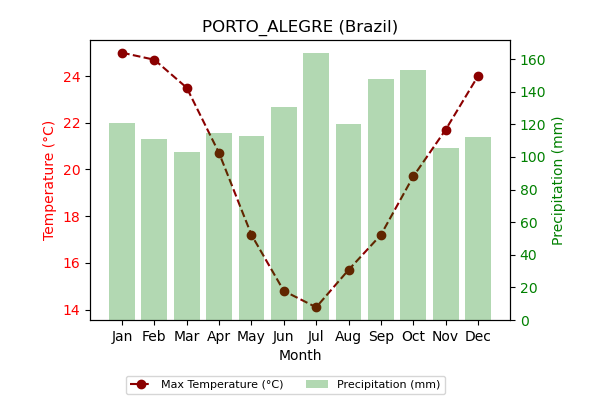 PORTO_ALEGRE (Brazil)
24
22
20
18
16
14
Temperature (°C)
160
140
120
100
80
60
40
20
0
Precipitation (mm)
Jan Feb Mar Apr May Jun Jul Aug Sep Oct Nov Dec
Month
Max Temperature (°C) Precipitation (mm)